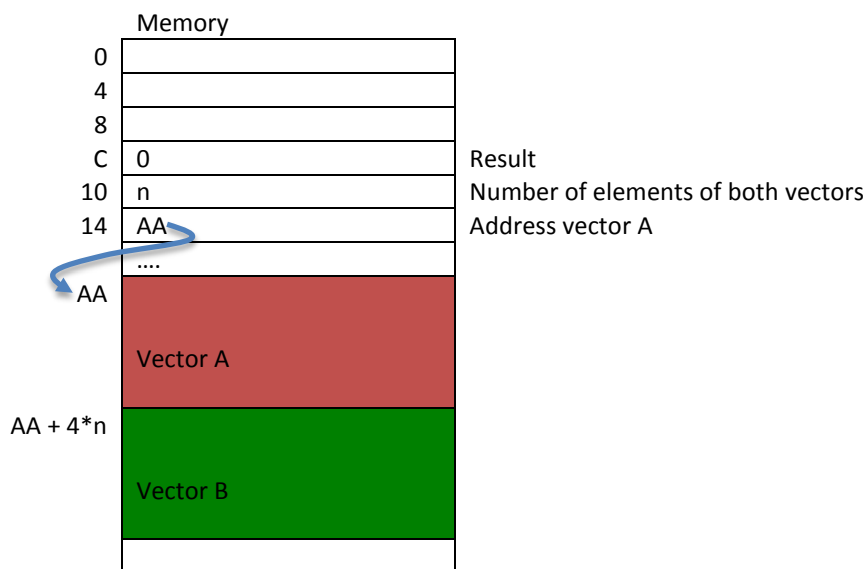 Memory
0
4
8
C 0 Result
10 n Number of elements of both vectors
14 AA Address vector A
....
AA
Vector A
AA + 4*n
Vector B